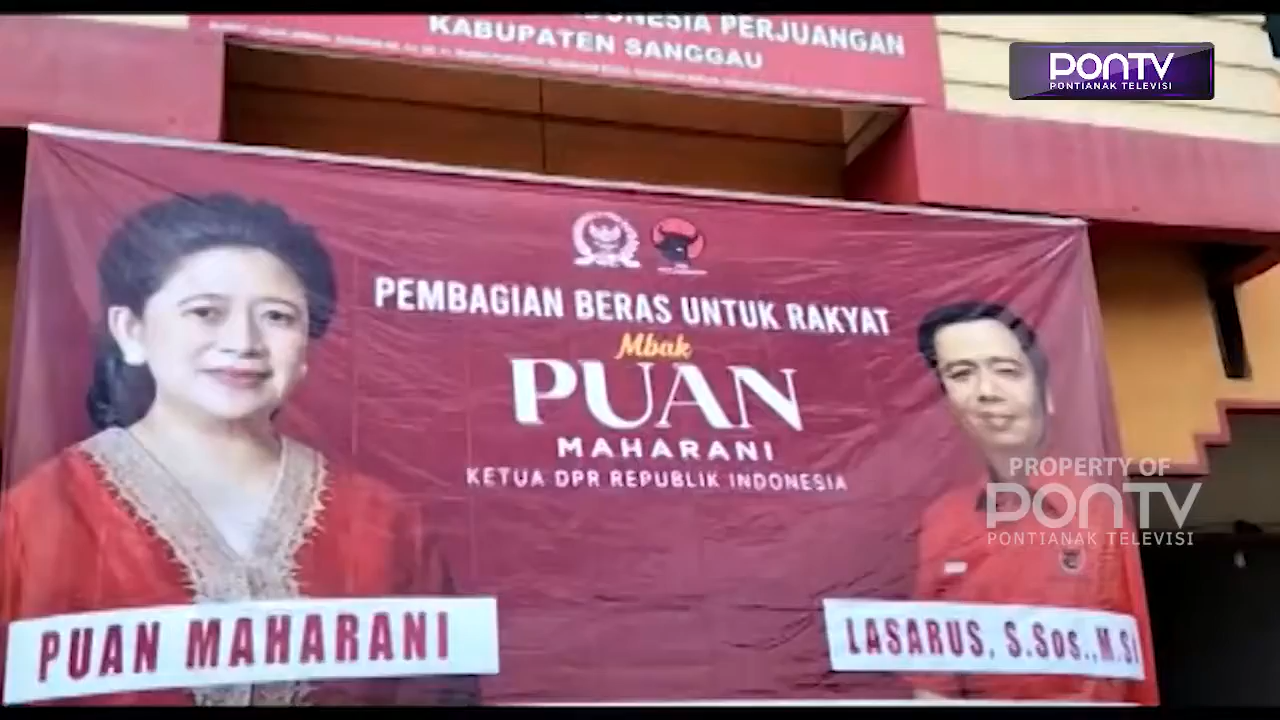 INDONESIA PERJUANGAN
KABUPATEN SANGGAU
PONTV
PONTIANAK TELEVISI
PEMBAGIAN BERAS UNTUK RAKYAT
Mbak
PUAN
MAHARANI
KETUA DPR REPUBLIK INDONESIA
PROPERTY OF
PONTV
PONTIANAK TELEVISI
PUAN MAHARANI
LASARUS, S.Sos.,M.Si